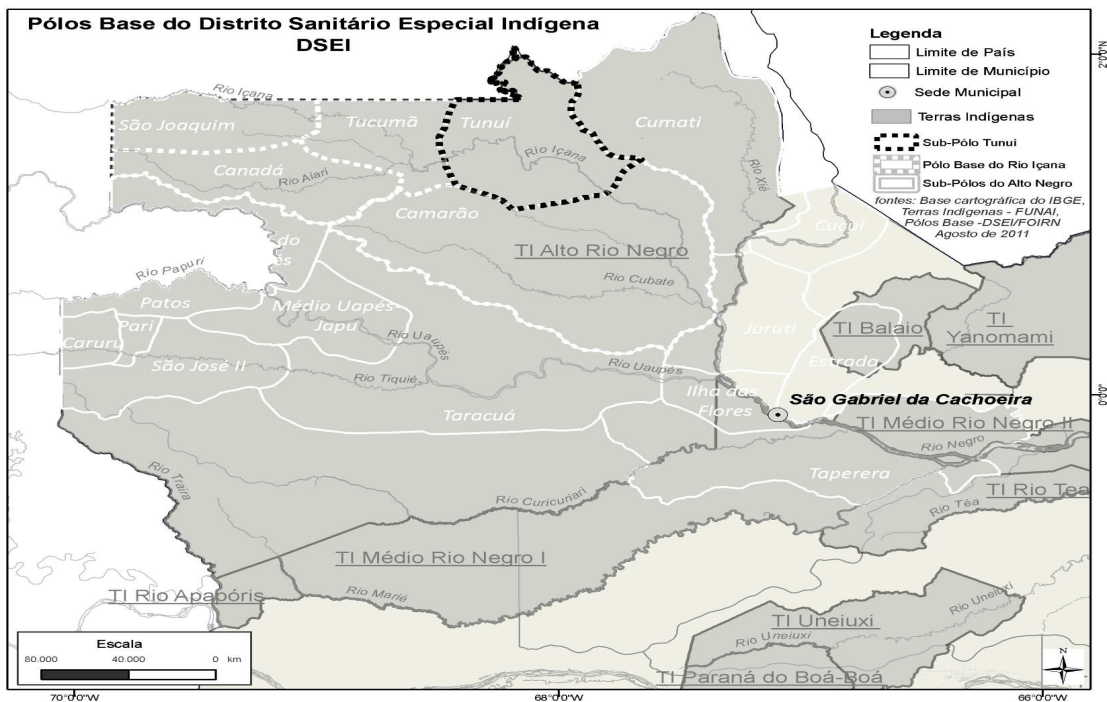 Pólos Base do Distrito Sanitário Especial Indígena
DSEI
Legenda
Limite de País
Limite de Município
Sede Municipal
Terras Indígenas
Sub-Pólo Tunuí
Pólo Base do Rio Içana
Sub-Pólos do Alto Negro
fontes: Base cartográfica do IBGE,
Terras Indígenas - FUNAI,
Pólos Base -DSEI/FOIRN
Agosto de 2011
2°0'N
Rio Içana
São Joaquim
Tucumã
Tunuí
Cumati
Rio Içana
Canadá
Rio Aiari
Rio Xié
Camarão
Cucui
do
TI Alto Rio Negro
Rio Papurí
Rio Cubate
Patos
Médio Uapés-
Japú
Pari
Caruru
Rio Uaupés
Juruti
TI Balaio
TI
Yanomami
São José II
Rio Tiquié
Rio Uaupés
Estrada
Ilha das
Flores
São Gabriel da Cachoeira
0°0'
Taracuá
TI Médio Rio Negro II
Rio Negro
Rio Traira
Taperera
Rio Curicuriari
TI Rio Tea
Rio Téa
TI Médio Rio Negro I
TI Rio Apapóris
Rio Marié
TI Uneiuxi
Rio Uneiuxi
Rio Uneiuxi
TI Paraná do Boá-Boá
Escala
80.000 40.000 0 km
N
70°0'0"W 68°0'0"W 66°0'0"W